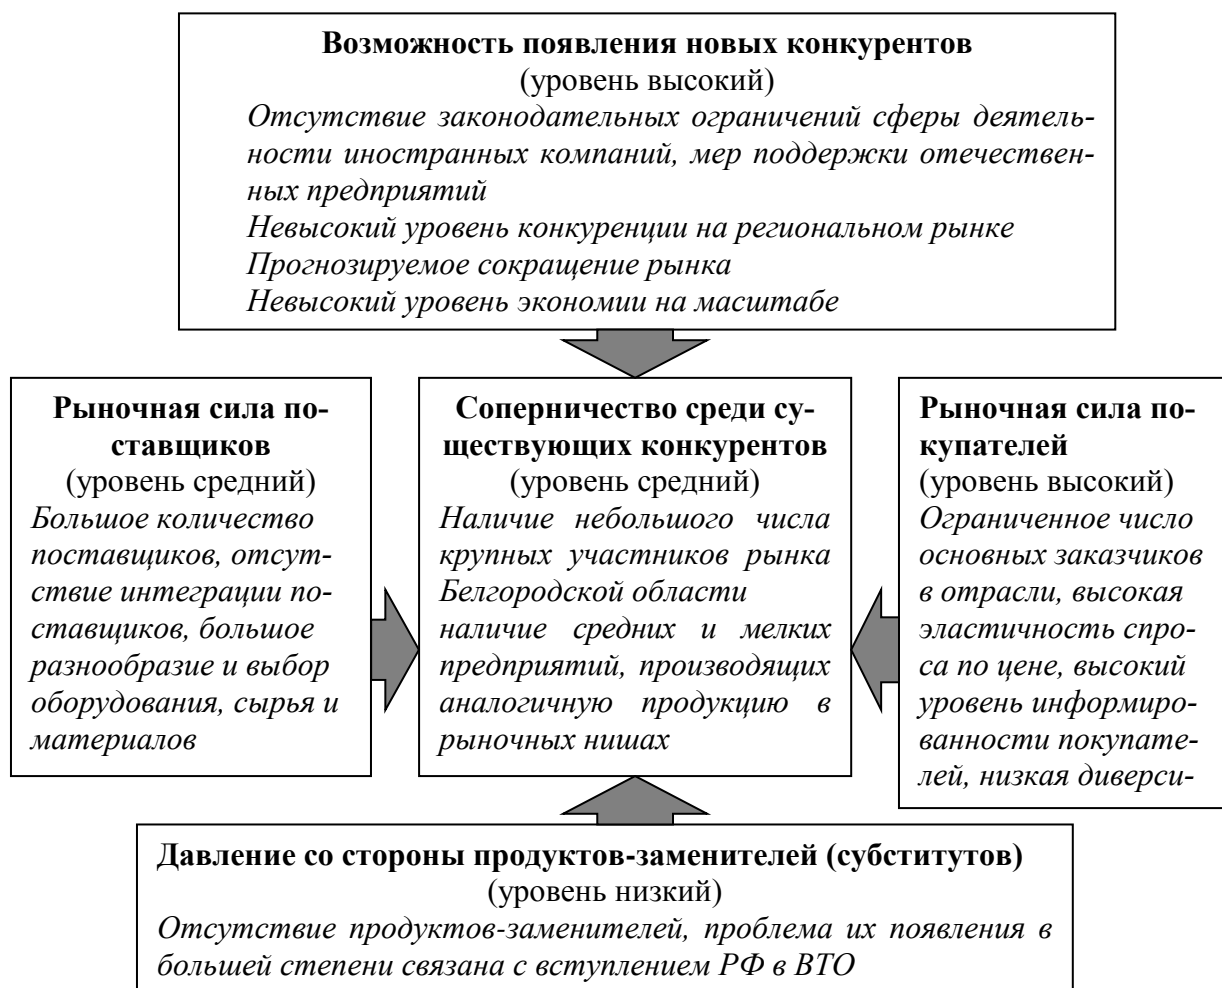 Возможность появления новых конкурентов
(уровень высокий)
Отсутствие законодательных ограничений сферы деятель-
ности иностранных компаний, мер поддержки отечествен-
ных предприятий
Невысокий уровень конкуренции на региональном рынке
Прогнозируемое сокращение рынка
Невысокий уровень экономии на масштабе
Рыночная сила по-
ставщиков
(уровень средний)
Большое количество
поставщиков, отсут-
ствие интеграции по-
ставщиков, большое
разнообразие и выбор
оборудования, сырья и
материалов
Соперничество среди су-
ществующих конкурентов
(уровень средний)
Наличие небольшого числа
крупных участников рынка
Белгородской области
наличие средних и мелких
предприятий, производящих
аналогичную продукцию в
рыночных нишах
Рыночная сила по-
купателей
(уровень высокий)
Ограниченное число
основных заказчиков
в отрасли, высокая
эластичность спро-
са по цене, высокий
уровень информиро-
ванности покупате-
лей, низкая диверси-
Давление со стороны продуктов-заменителей (субститутов)
(уровень низкий)
Отсутствие продуктов-заменителей, проблема их появления в
большей степени связана с вступлением РФ в ВТО